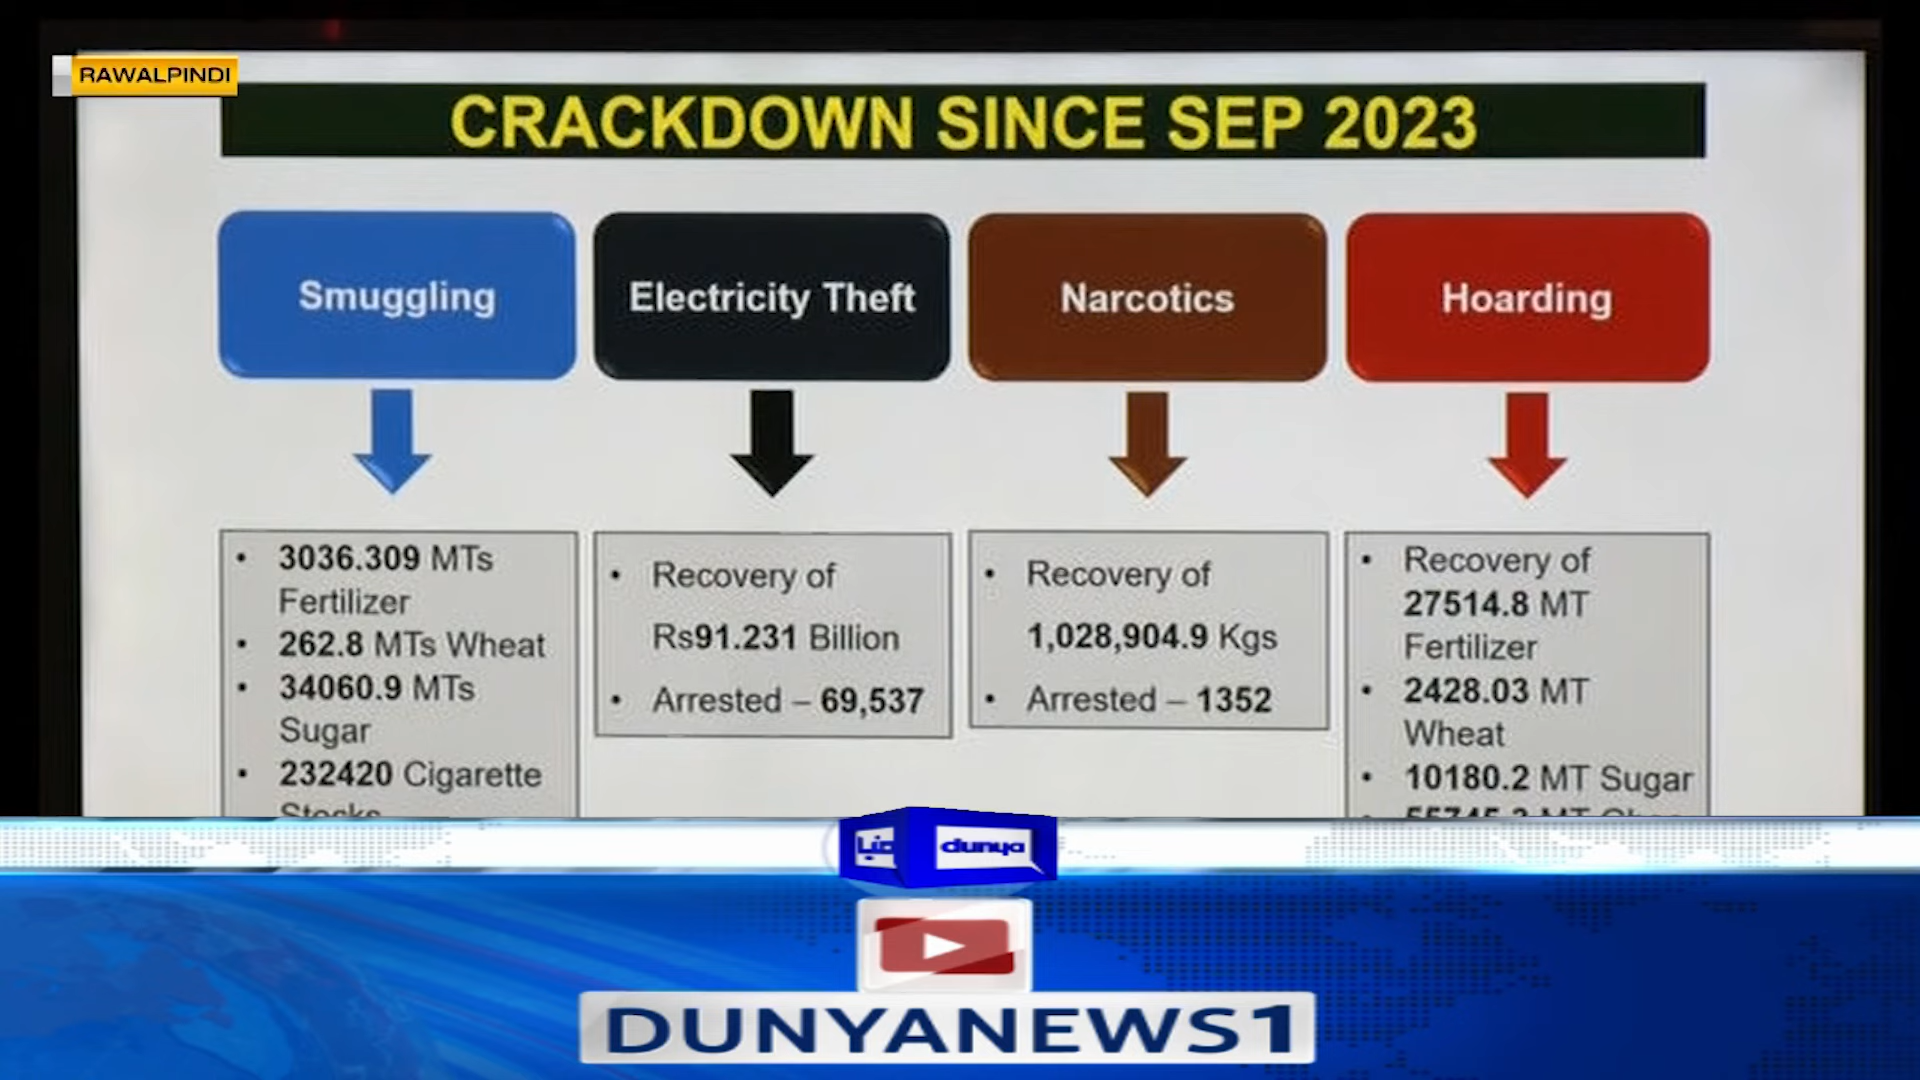 RAWALPINDI
CRACKDOWN SINCE SEP 2023
Smuggling
Electricity Theft
Narcotics
Hoarding
• 3036.309 MTs
Fertilizer
• 262.8 MTs Wheat
• 34060.9 MTs
Sugar
• 232420 Cigarette
Stocks
• Recovery of
Rs91.231 Billion
• Arrested – 69,537
• Recovery of
1,028,904.9 Kgs
• Arrested – 1352
• Recovery of
27514.8 MT
Fertilizer
• 2428.03 MT
Wheat
• 10180.2 MT Sugar
دنیا
dunya
DUNYANEWS1